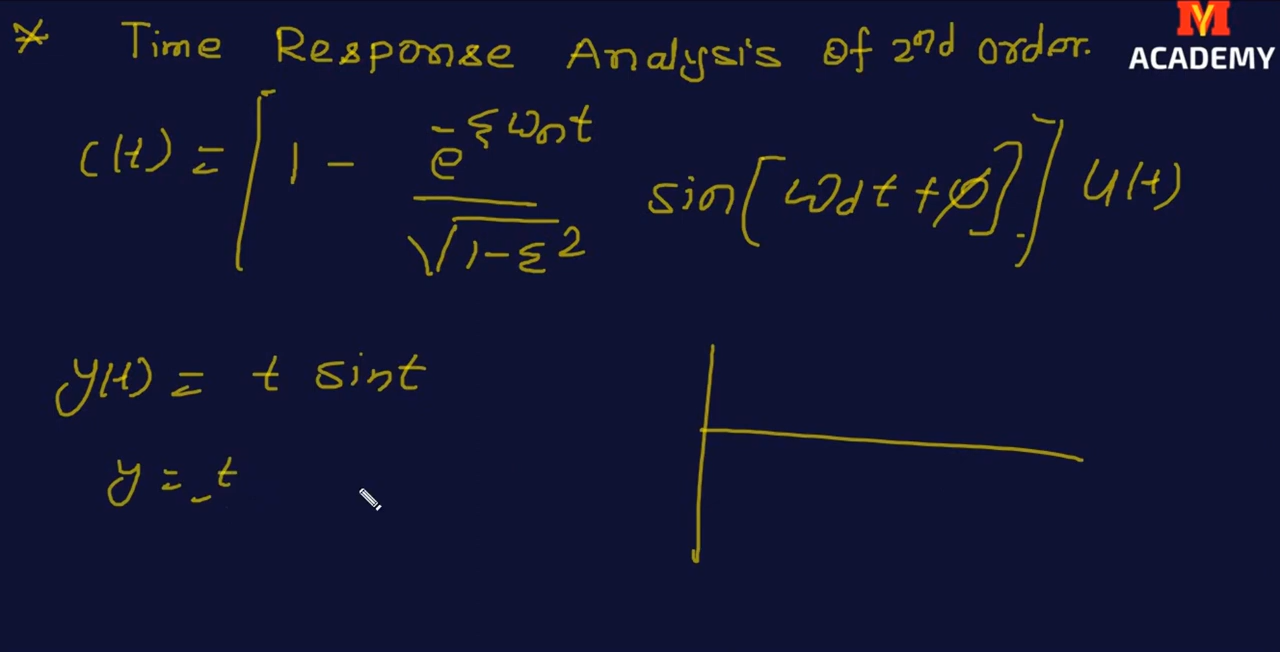 * Time Response Analysis Of 2nd order.
M ACADEMY
c(t) = [ 1 - e^-ξωnt / √1-ξ² sin[ωdt + φ] ] u(t)
y(t) = t sint
y = -t